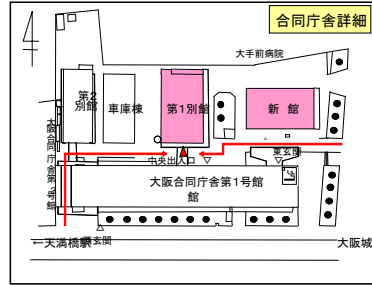 合同庁舎詳細
大手前病院
第2別館
車庫棟
第1別館
新 館
大阪合同庁舎第2号館
中央出入口
東玄関
大阪合同庁舎第1号館
館
西玄関
←天満橋駅
大阪城